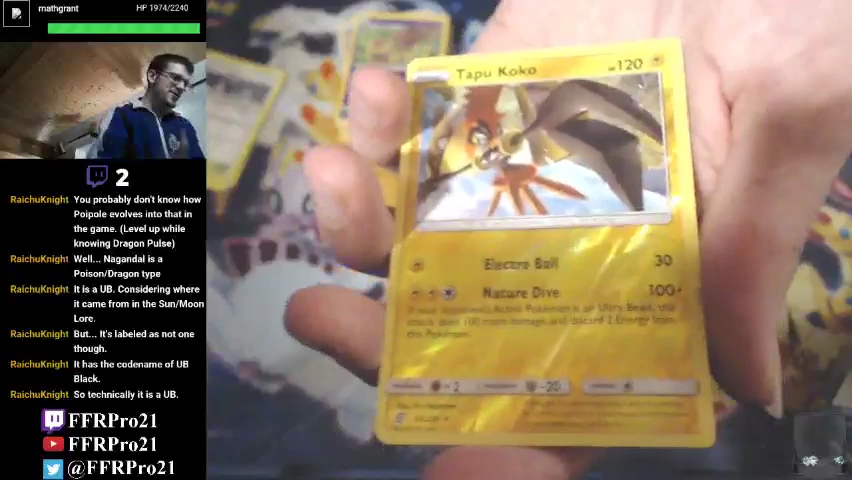 mathgrant
HP 1974/2240
2
RaichuKnight You probably don't know how
Poipole evolves into that in
the game. (Level up while
knowing Dragon Pulse)
RaichuKnight Well... Nagandal is a
Poison/Dragon type
RaichuKnight It is a UB. Considering where
it came from in the Sun/Moon
Lore.
RaichuKnight But... It's labeled as not one
though.
RaichuKnight It has the codename of UB
Black.
RaichuKnight So technically it is a UB.
FFRPro21
FFRPro21
@FFRPro21
Tapu Koko
120
Electro Ball 30
Nature Dive 100+
If your opponent's Active Pokémon is an Ultra Beast, this
attack does 100 more damage, and discard 2 Energy from
this Pokémon.
×2
-20